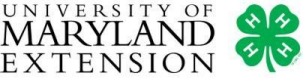 UNIVERSITY OF
MARYLAND
EXTENSION
H H
H H